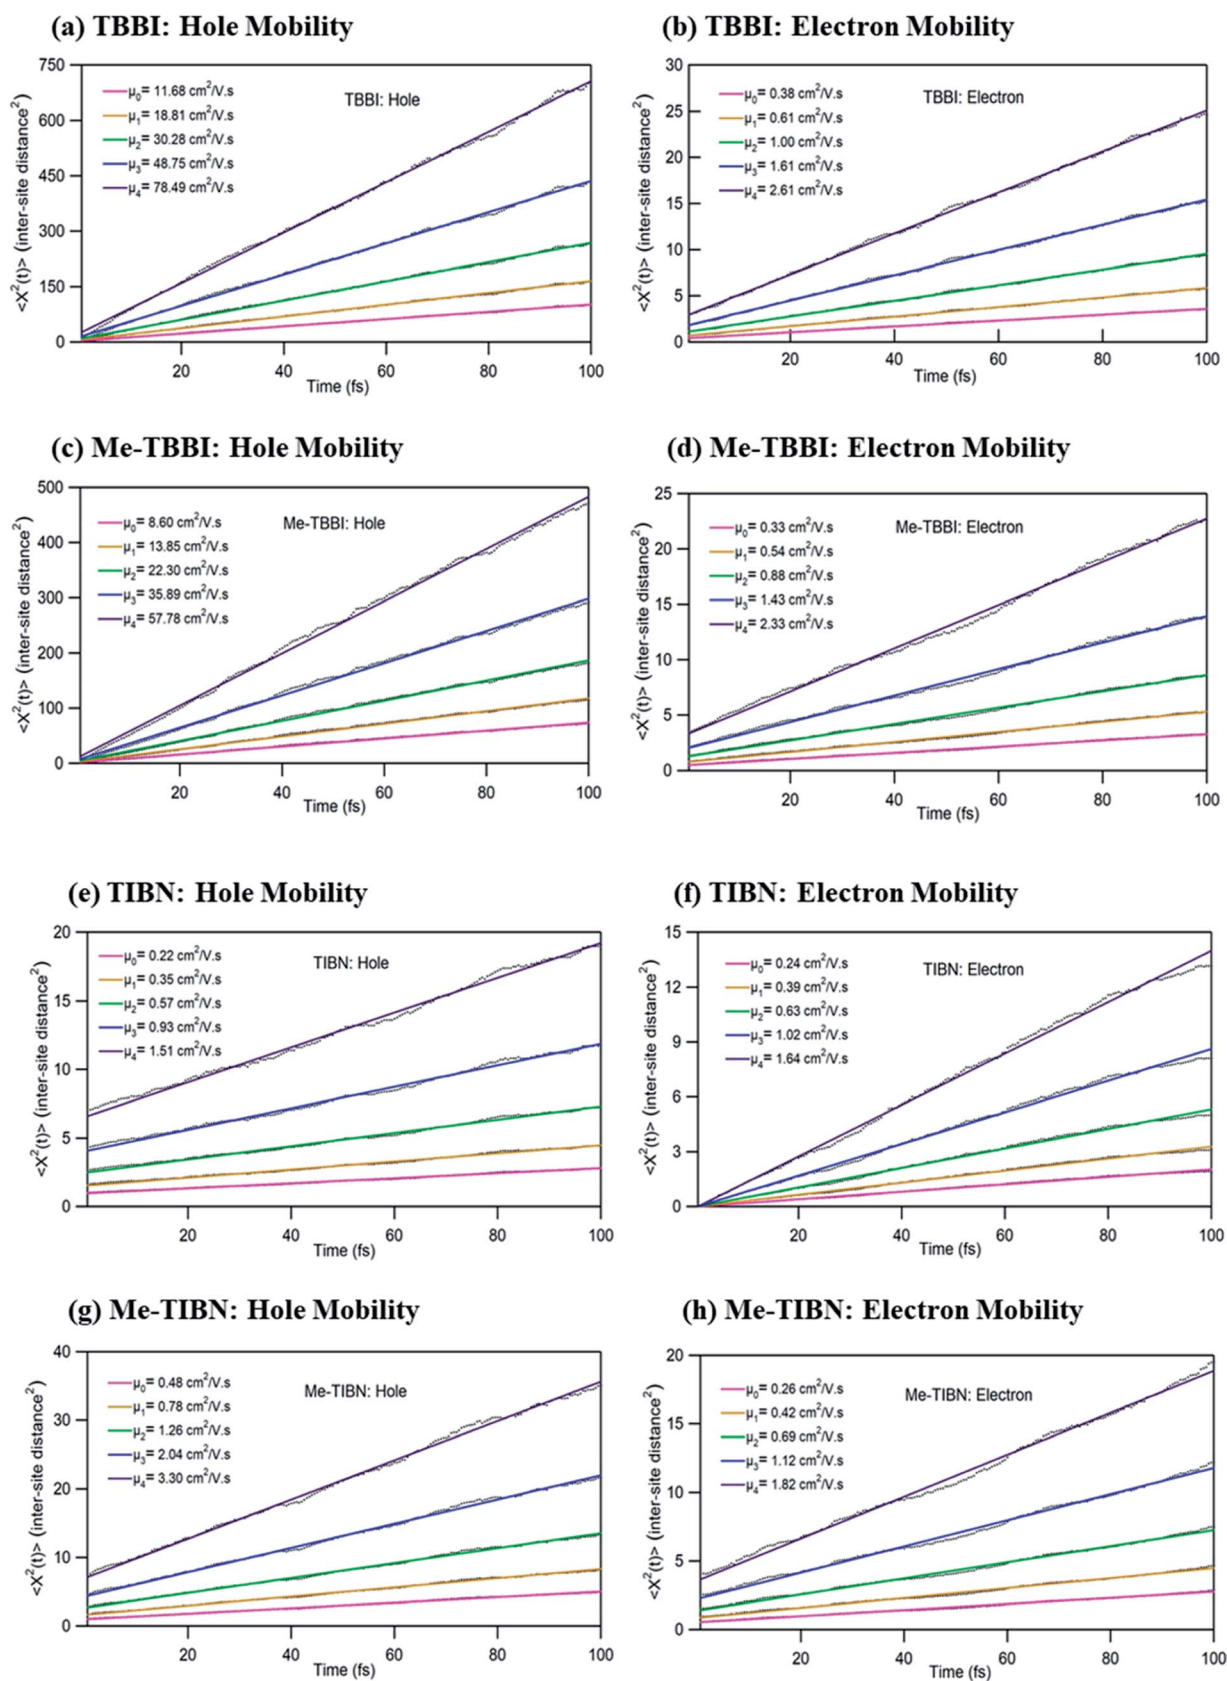 (a) TBBI: Hole Mobility
750
600
450
300
150
0
<X²(t)> (inter-site distance²)
μ₀= 11.68 cm²/V.s
μ₁= 18.81 cm²/V.s
μ₂= 30.28 cm²/V.s
μ₃= 48.75 cm²/V.s
μ₄= 78.49 cm²/V.s
TBBI: Hole
20 40 60 80 100
Time (fs)
(b) TBBI: Electron Mobility
30
25
20
15
10
5
0
<X²(t)> (inter-site distance²)
μ₀= 0.38 cm²/V.s
μ₁= 0.61 cm²/V.s
μ₂= 1.00 cm²/V.s
μ₃= 1.61 cm²/V.s
μ₄= 2.61 cm²/V.s
TBBI: Electron
20 40 60 80 100
Time (fs)
(c) Me-TBBI: Hole Mobility
500
400
300
200
100
0
<X²(t)> (inter-site distance²)
μ₀= 8.60 cm²/V.s
μ₁= 13.85 cm²/V.s
μ₂= 22.30 cm²/V.s
μ₃= 35.89 cm²/V.s
μ₄= 57.78 cm²/V.s
Me-TBBI: Hole
20 40 60 80 100
Time (fs)
(d) Me-TBBI: Electron Mobility
25
20
15
10
5
0
<X²(t)> (inter-site distance²)
μ₀= 0.33 cm²/V.s
μ₁= 0.54 cm²/V.s
μ₂= 0.88 cm²/V.s
μ₃= 1.43 cm²/V.s
μ₄= 2.33 cm²/V.s
Me-TBBI: Electron
20 40 60 80 100
Time (fs)
(e) TIBN: Hole Mobility
20
15
10
5
0
<X²(t)> (inter-site distance²)
μ₀= 0.22 cm²/V.s
μ₁= 0.35 cm²/V.s
μ₂= 0.57 cm²/V.s
μ₃= 0.93 cm²/V.s
μ₄= 1.51 cm²/V.s
TIBN: Hole
20 40 60 80 100
Time (fs)
(f) TIBN: Electron Mobility
15
12
9
6
3
0
<X²(t)> (inter-site distance²)
μ₀= 0.24 cm²/V.s
μ₁= 0.39 cm²/V.s
μ₂= 0.63 cm²/V.s
μ₃= 1.02 cm²/V.s
μ₄= 1.64 cm²/V.s
TIBN: Electron
20 40 60 80 100
Time (fs)
(g) Me-TIBN: Hole Mobility
40
30
20
10
0
<X²(t)> (inter-site distance²)
μ₀= 0.48 cm²/V.s
μ₁= 0.78 cm²/V.s
μ₂= 1.26 cm²/V.s
μ₃= 2.04 cm²/V.s
μ₄= 3.30 cm²/V.s
Me-TIBN: Hole
20 40 60 80 100
Time (fs)
(h) Me-TIBN: Electron Mobility
20
15
10
5
0
<X²(t)> (inter-site distance²)
μ₀= 0.26 cm²/V.s
μ₁= 0.42 cm²/V.s
μ₂= 0.69 cm²/V.s
μ₃= 1.12 cm²/V.s
μ₄= 1.82 cm²/V.s
Me-TIBN: Electron
20 40 60 80 100
Time (fs)